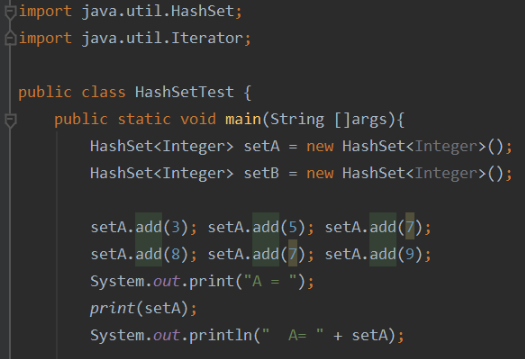 import java.util.HashSet;
import java.util.Iterator;
public class HashSetTest {
public static void main(String []args){
HashSet<Integer> setA = new HashSet<Integer>();
HashSet<Integer> setB = new HashSet<Integer>();
setA.add(3); setA.add(5); setA.add(7);
setA.add(8); setA.add(7); setA.add(9);
System.out.print("A = ");
print(setA);
System.out.println("  A= " + setA);